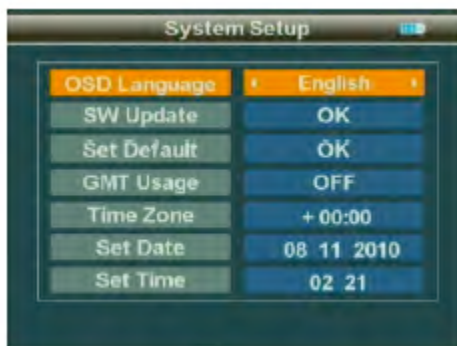 System Setup
OSD Language English
SW Update OK
Set Default OK
GMT Usage OFF
Time Zone + 00:00
Set Date 08 11 2010
Set Time 02 21